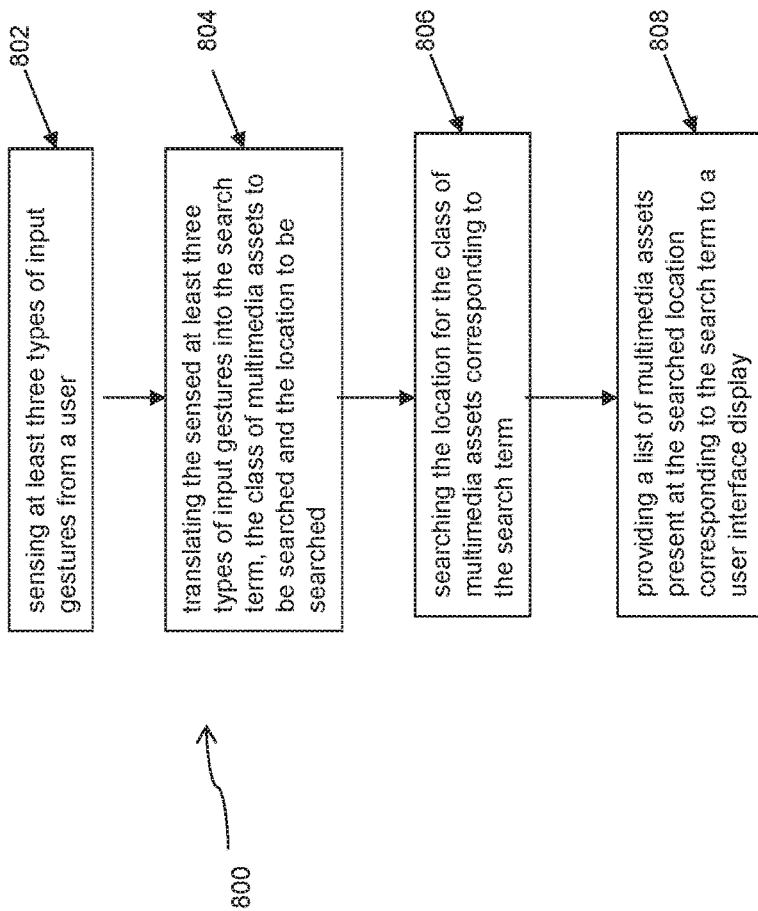 800
802
sensing at least three types of input
gestures from a user
804
translating the sensed at least three
types of input gestures into the search
term, the class of multimedia assets to
be searched and the location to be
searched
806
searching the location for the class of
multimedia assets corresponding to
the search term
808
providing a list of multimedia assets
present at the searched location
corresponding to the search term to a
user interface display